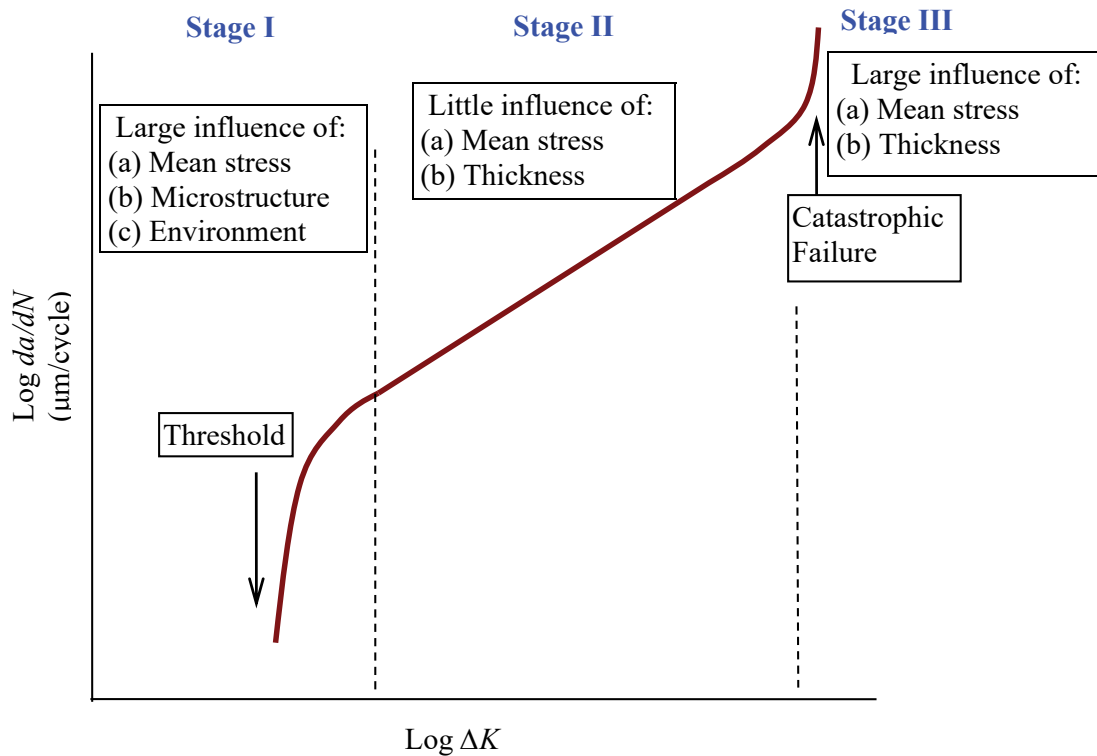 Stage I
Stage II
Stage III
Large influence of:
(a) Mean stress
(b) Microstructure
(c) Environment
Little influence of:
(a) Mean stress
(b) Thickness
Large influence of:
(a) Mean stress
(b) Thickness
Catastrophic
Failure
Threshold
Log da/dN
(μm/cycle)
Log ΔK